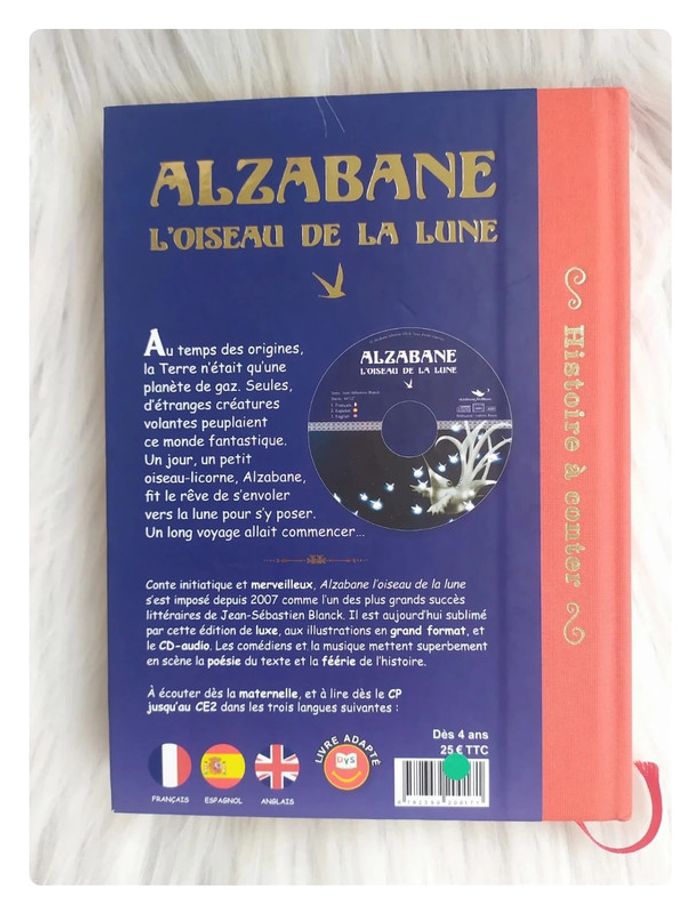 ALZABANE
L'OISEAU DE LA LUNE
Au temps des origines,
la Terre n'était qu'une
planète de gaz. Seules,
d'étranges créatures
volantes peuplaient
ce monde fantastique.
Un jour, un petit
oiseau-licorne, Alzabane,
fit le rêve de s'envoler
vers la lune pour s'y poser.
Un long voyage allait commencer...
ALZABANE
L'OISEAU DE LA LUNE
1. Français
2. Español
3. English
Conte initiatique et merveilleux, Alzabane l'oiseau de la lune
s'est imposé depuis 2007 comme l'un des plus grands succès
littéraires de Jean-Sébastien Blanck. Il est aujourd'hui sublimé
par cette édition de luxe, aux illustrations en grand format, et
le CD-audio. Les comédiens et la musique mettent superbement
en scène la poésie du texte et la féérie de l'histoire.
À écouter dès la maternelle, et à lire dès le CP
jusqu'au CE2 dans les trois langues suivantes :
FRANÇAIS
ESPAGNOL
ANGLAIS
LIVRE ADAPTÉ
DYS
Dès 4 ans
25 € TTC
Histoire à conter